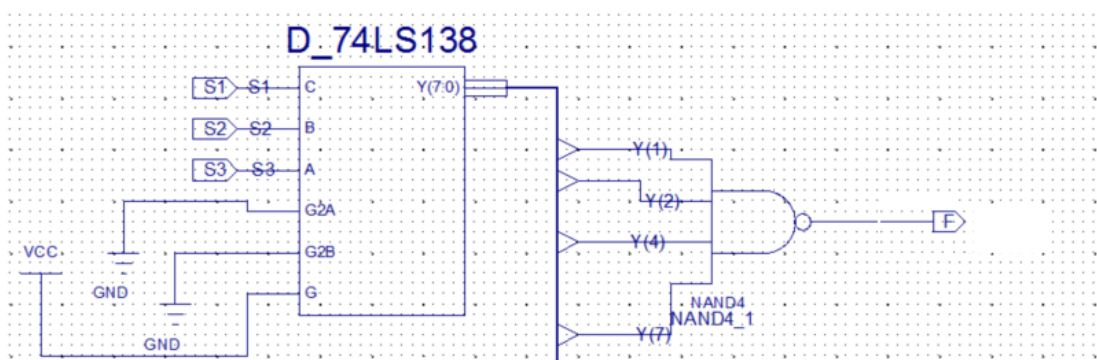 D_74LS138
S1 S1 C Y(7:0)
S2 S2 B
S3 S3 A
G2A
G2B
G
VCC
GND
GND
Y(1)
Y(2)
Y(4)
Y(7)
NAND4
NAND4_1
F